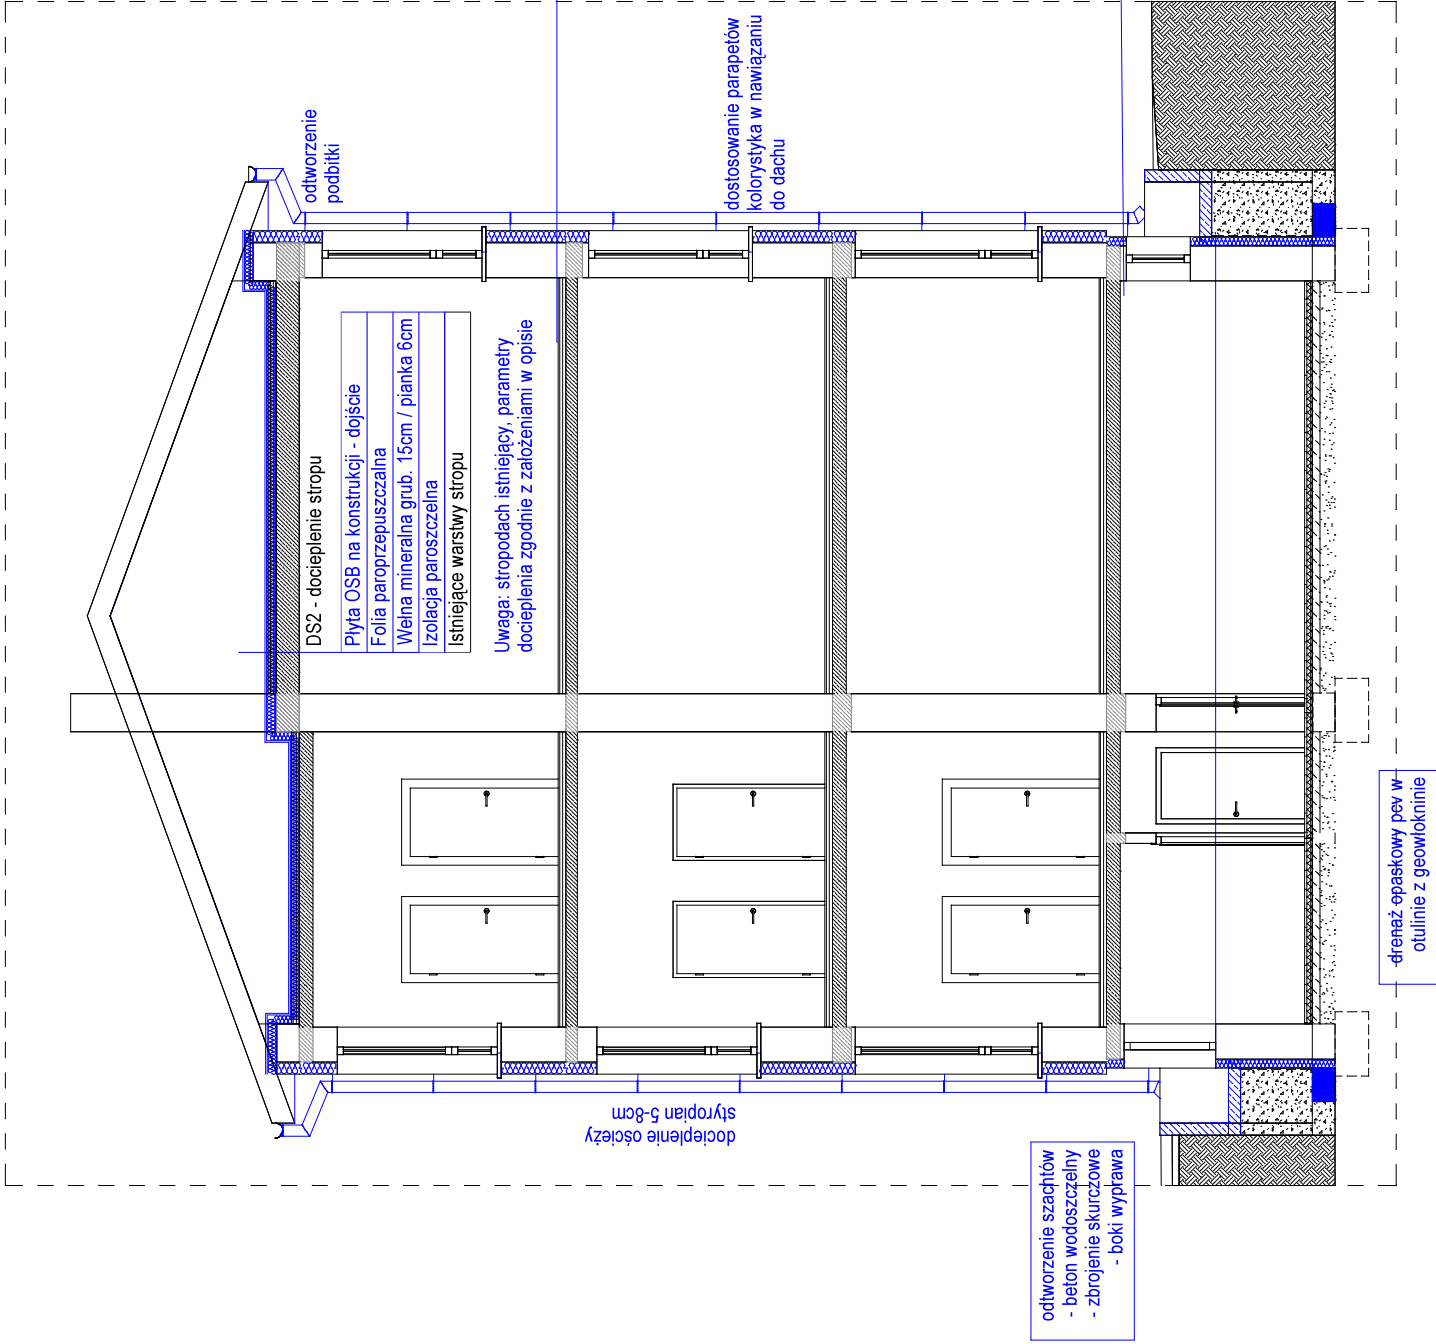 odtworzenie
podbitki
dostosowanie parapetów
kolorystyka w nawiązaniu
do dachu
DS2 - docieplenie stropu
Płyta OSB na konstrukcji - dojście
Folia paroprzepuszczalna
Wełna mineralna grub. 15cm / pianka 6cm
Izolacja paroszczelna
Istniejące warstwy stropu
Uwaga: stropodach istniejący, parametry
docieplenia zgodnie z założeniami w opisie
docieplenie ościeży
styropian 5-8cm
odtworzenie szachtów
- beton wodoszczelny
- zbrojenie skurczowe
- boki wyprawa
drenaż opaskowy pcv w
otulinie z geowłokninie